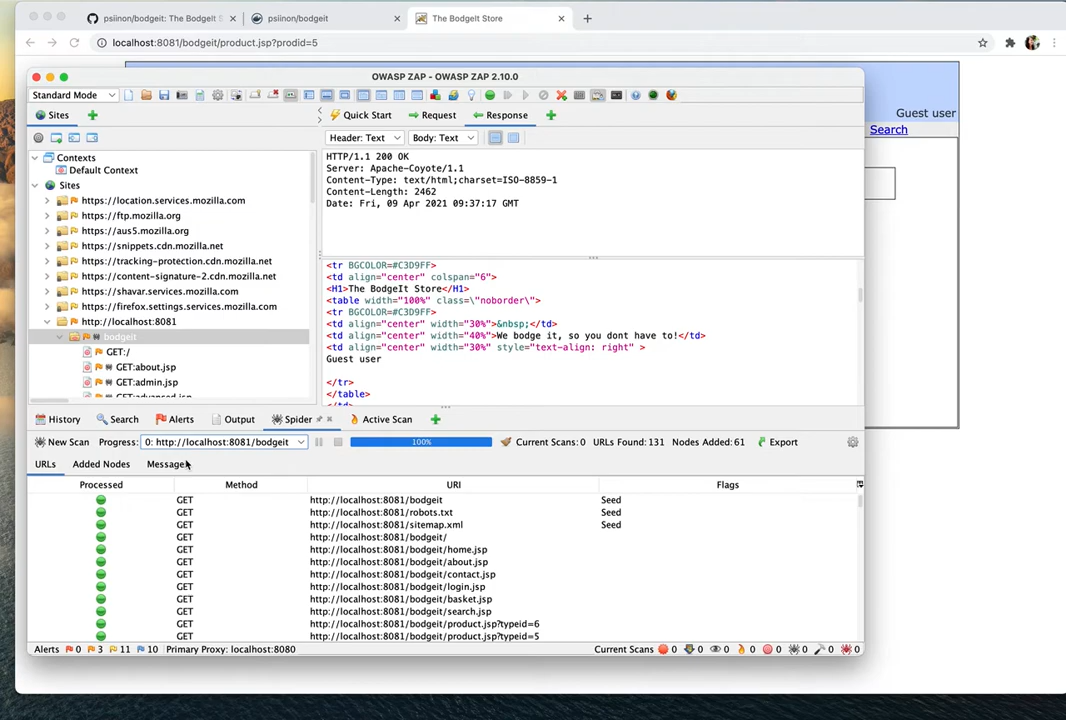 psiinon/bodgeit: The BodgeIt S
psiinon/bodgeit
The BodgeIt Store
localhost:8081/bodgeit/product.jsp?prodid=5
OWASP ZAP - OWASP ZAP 2.10.0
Standard Mode
Guest user
Search
Sites
Quick Start
Request
Response
Header: Text
Body: Text
Contexts
Default Context
Sites
https://location.services.mozilla.com
https://ftp.mozilla.org
https://aus5.mozilla.org
https://snippets.cdn.mozilla.net
https://tracking-protection.cdn.mozilla.net
https://content-signature-2.cdn.mozilla.net
https://shavar.services.mozilla.com
https://firefox.settings.services.mozilla.com
http://localhost:8081
bodgeit
GET:/
GET:about.jsp
GET:admin.jsp
GET:advanced.jsp
HTTP/1.1 200 OK
Server: Apache-Coyote/1.1
Content-Type: text/html;charset=ISO-8859-1
Content-Length: 2462
Date: Fri, 09 Apr 2021 09:37:17 GMT
<tr BGCOLOR=#C3D9FF>
<td align="center" colspan="6">
<H1>The BodgeIt Store</H1>
<table width="100%" class=\"noborder\">
<tr BGCOLOR=#C3D9FF>
<td align="center" width="30%">&nbsp;</td>
<td align="center" width="40%">We bodge it, so you dont have to!</td>
<td align="center" width="30%" style="text-align: right" >
Guest user
</tr>
</table>
</td>
History
Search
Alerts
Output
Spider
Active Scan
New Scan
Progress: 0: http://localhost:8081/bodgeit
100%
Current Scans: 0
URLs Found: 131
Nodes Added: 61
Export
URLs
Added Nodes
Messages
Processed Method URI Flags
GET http://localhost:8081/bodgeit Seed
GET http://localhost:8081/robots.txt Seed
GET http://localhost:8081/sitemap.xml Seed
GET http://localhost:8081/bodgeit/
GET http://localhost:8081/bodgeit/home.jsp
GET http://localhost:8081/bodgeit/about.jsp
GET http://localhost:8081/bodgeit/contact.jsp
GET http://localhost:8081/bodgeit/login.jsp
GET http://localhost:8081/bodgeit/basket.jsp
GET http://localhost:8081/bodgeit/search.jsp
GET http://localhost:8081/bodgeit/product.jsp?typeid=6
GET http://localhost:8081/bodgeit/product.jsp?typeid=5
Alerts 0 3 11 10 Primary Proxy: localhost:8080
Current Scans 0 0 0 0 0 0 0 0